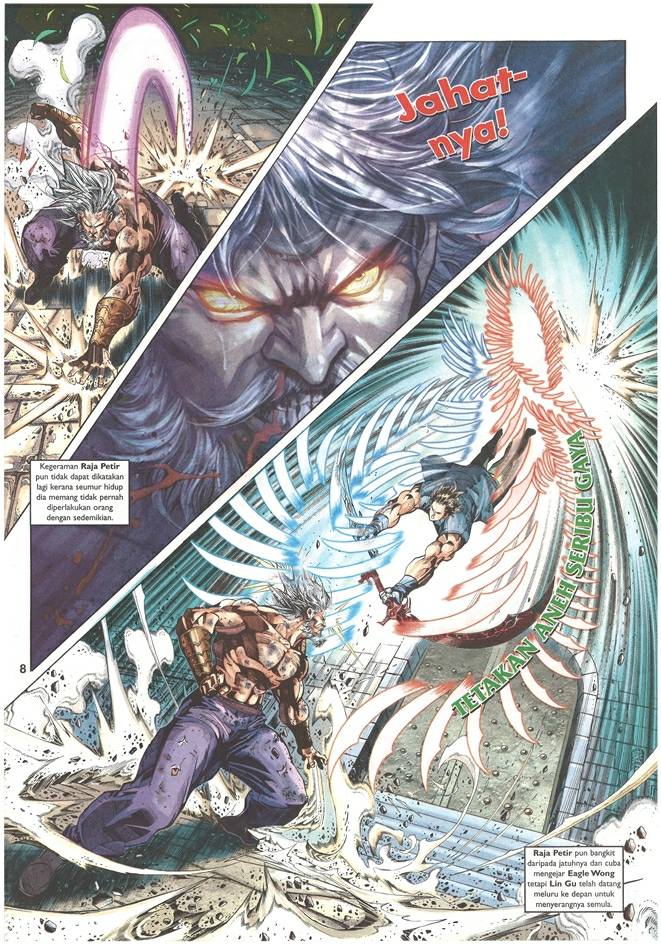 Jahat-
nya!
Kegeraman Raja Petir
pun tidak dapat dikatakan
lagi kerana seumur hidup
dia memang tidak pernah
diperlakukan orang
dengan sedemikian.
TETAKAN ANEH SERIBU GAYA
8
Raja Petir pun bangkit
daripada jatuhnya dan cuba
mengejar Eagle Wong
tetapi Lin Gu telah datang
meluru ke depan untuk
menyerangnya semula.